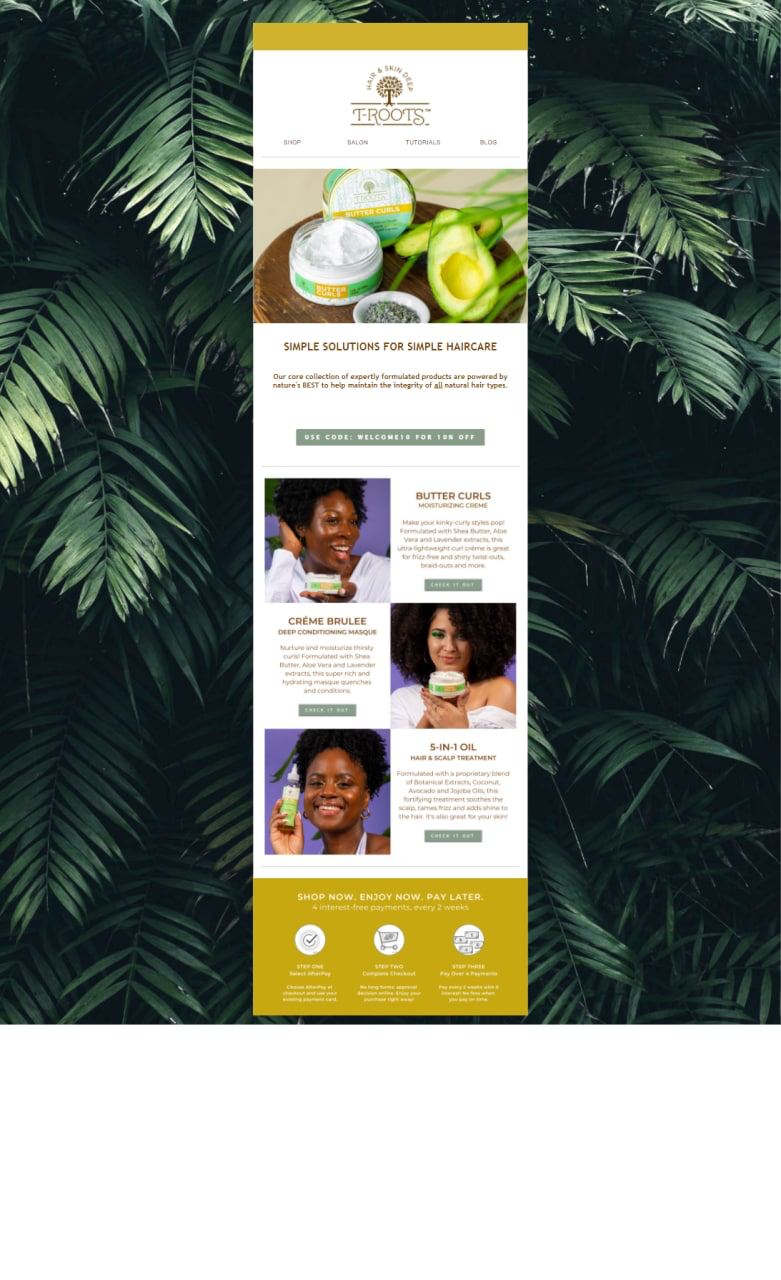 HAIR & SKIN DEEP
T-ROOTS™
SHOP SALON TUTORIALS BLOG
T-ROOTS
BUTTER CURLS
BUTTER
CURLS
SIMPLE SOLUTIONS FOR SIMPLE HAIRCARE
Our core collection of expertly formulated products are powered by
nature's BEST to help maintain the integrity of all natural hair types.
USE CODE: WELCOME10 FOR 10% OFF
BUTTER CURLS
MOISTURIZING CREME
Make your kinky-curly styles pop!
Formulated with Shea Butter, Aloe
Vera and Lavender extracts, this
ultra-lightweight curl créme is great
for frizz-free and shiny twist-outs,
braid-outs and more.
CHECK IT OUT
CRÉME BRULEE
DEEP CONDITIONING MASQUE
Nurture and moisturize thirsty
curls! Formulated with Shea
Butter, Aloe Vera and Lavender
extracts, this super rich and
hydrating masque quenches
and conditions.
CHECK IT OUT
5-IN-1 OIL
HAIR & SCALP TREATMENT
Formulated with a proprietary blend
of Botanical Extracts, Coconut,
Avocado and Jojoba Oils, this
fortifying treatment soothes the
scalp, tames frizz and adds shine to
the hair. It's also great for your skin!
CHECK IT OUT
SHOP NOW. ENJOY NOW. PAY LATER.
4 interest-free payments, every 2 weeks
STEP ONE
Select AfterPay
Choose AfterPay at
checkout and use your
existing payment card.
STEP TWO
Complete Checkout
No long forms; approval
decision online. Enjoy your
purchase right away!
STEP THREE
Pay Over 4 Payments
Pay every 2 weeks with 0
interest! No fees when
you pay on time.